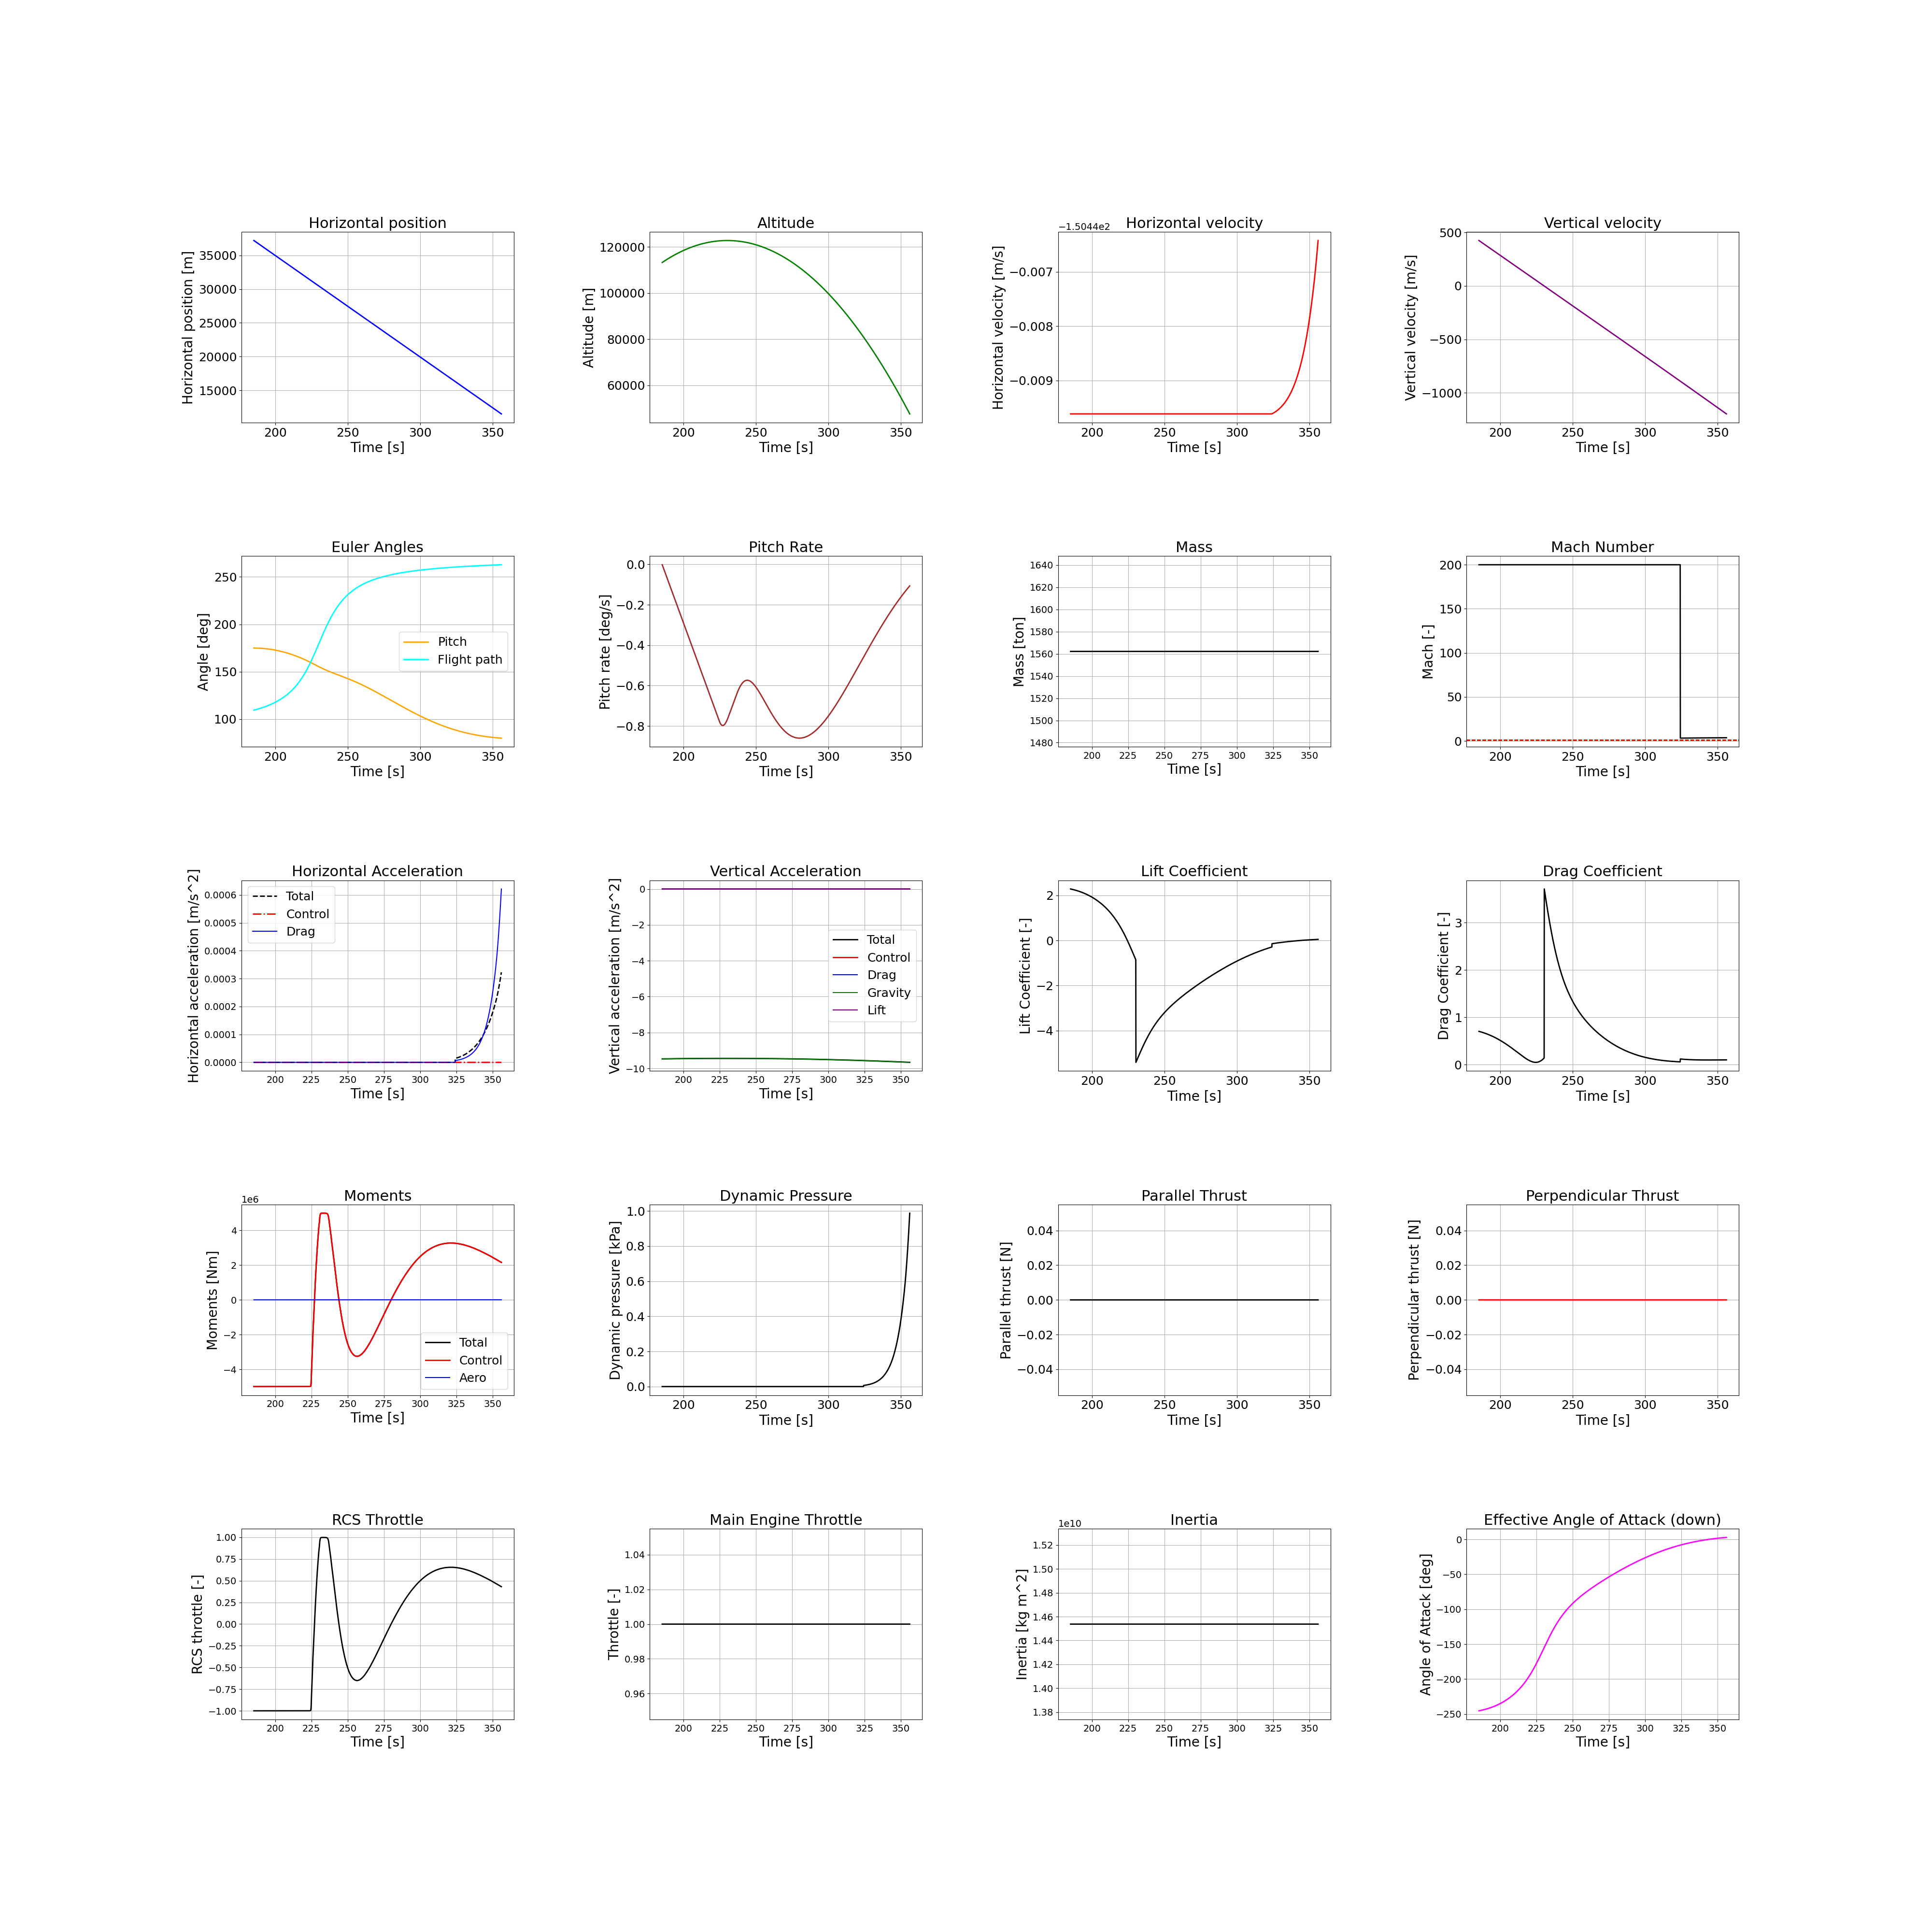 Horizontal position
Horizontal position [m]
35000
30000
25000
20000
15000
200 250 300 350
Time [s]
Altitude
Altitude [m]
120000
100000
80000
60000
200 250 300 350
Time [s]
−1.5044e2 Horizontal velocity
Horizontal velocity [m/s]
−0.007
−0.008
−0.009
200 250 300 350
Time [s]
Vertical velocity
Vertical velocity [m/s]
500
0
−500
−1000
200 250 300 350
Time [s]
Euler Angles
Angle [deg]
250
200
150
100
Pitch
Flight path
200 250 300 350
Time [s]
Pitch Rate
Pitch rate [deg/s]
0.0
−0.2
−0.4
−0.6
−0.8
200 250 300 350
Time [s]
Mass
Mass [ton]
1640
1620
1600
1580
1560
1540
1520
1500
1480
200 225 250 275 300 325 350
Time [s]
Mach Number
Mach [-]
200
150
100
50
0
200 250 300 350
Time [s]
Horizontal Acceleration
Horizontal acceleration [m/s^2]
0.0006
0.0005
0.0004
0.0003
0.0002
0.0001
0.0000
Total
Control
Drag
200 225 250 275 300 325 350
Time [s]
Vertical Acceleration
Vertical acceleration [m/s^2]
0
−2
−4
−6
−8
−10
Total
Control
Drag
Gravity
Lift
200 225 250 275 300 325 350
Time [s]
Lift Coefficient
Lift Coefficient [-]
2
0
−2
−4
200 250 300 350
Time [s]
Drag Coefficient
Drag Coefficient [-]
3
2
1
0
200 250 300 350
Time [s]
Moments
1e6
Moments [Nm]
4
2
0
−2
−4
Total
Control
Aero
200 225 250 275 300 325 350
Time [s]
Dynamic Pressure
Dynamic pressure [kPa]
1.0
0.8
0.6
0.4
0.2
0.0
200 250 300 350
Time [s]
Parallel Thrust
Parallel thrust [N]
0.04
0.02
0.00
−0.02
−0.04
200 250 300 350
Time [s]
Perpendicular Thrust
Perpendicular thrust [N]
0.04
0.02
0.00
−0.02
−0.04
200 250 300 350
Time [s]
RCS Throttle
RCS throttle [-]
1.00
0.75
0.50
0.25
0.00
−0.25
−0.50
−0.75
−1.00
200 225 250 275 300 325 350
Time [s]
Main Engine Throttle
Throttle [-]
1.04
1.02
1.00
0.98
0.96
200 225 250 275 300 325 350
Time [s]
1e10 Inertia
Inertia [kg m^2]
1.52
1.50
1.48
1.46
1.44
1.42
1.40
1.38
200 225 250 275 300 325 350
Time [s]
Effective Angle of Attack (down)
Angle of Attack [deg]
0
−50
−100
−150
−200
−250
200 225 250 275 300 325 350
Time [s]